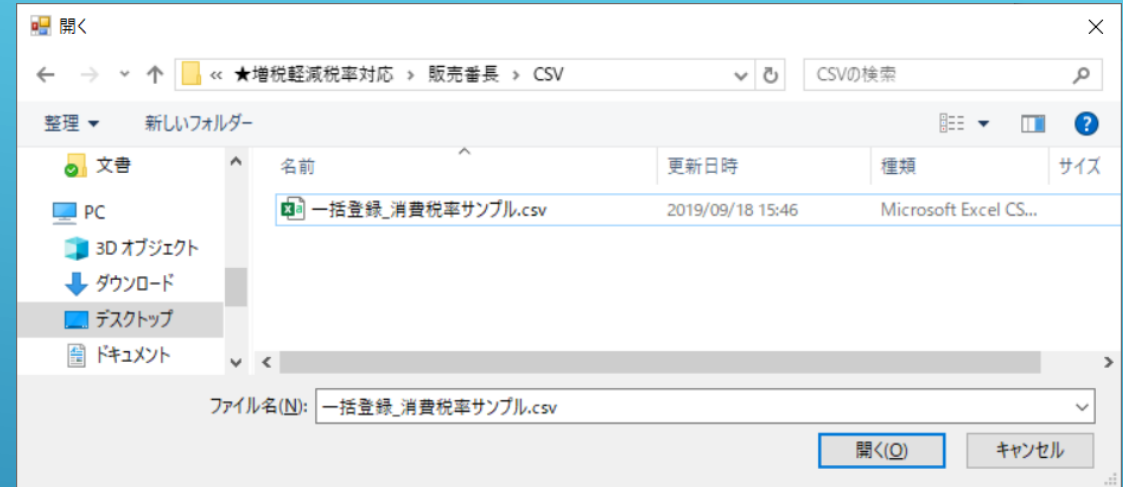 開く
« ★増税軽減税率対応 › 販売番長 › CSV
CSVの検索
整理 新しいフォルダー
名前 更新日時 種類 サイズ
文書
PC
3D オブジェクト
ダウンロード
デスクトップ
ドキュメント
一括登録_消費税率サンプル.csv 2019/09/18 15:46 Microsoft Excel CS...
ファイル名(N): 一括登録_消費税率サンプル.csv
開く(O) キャンセル